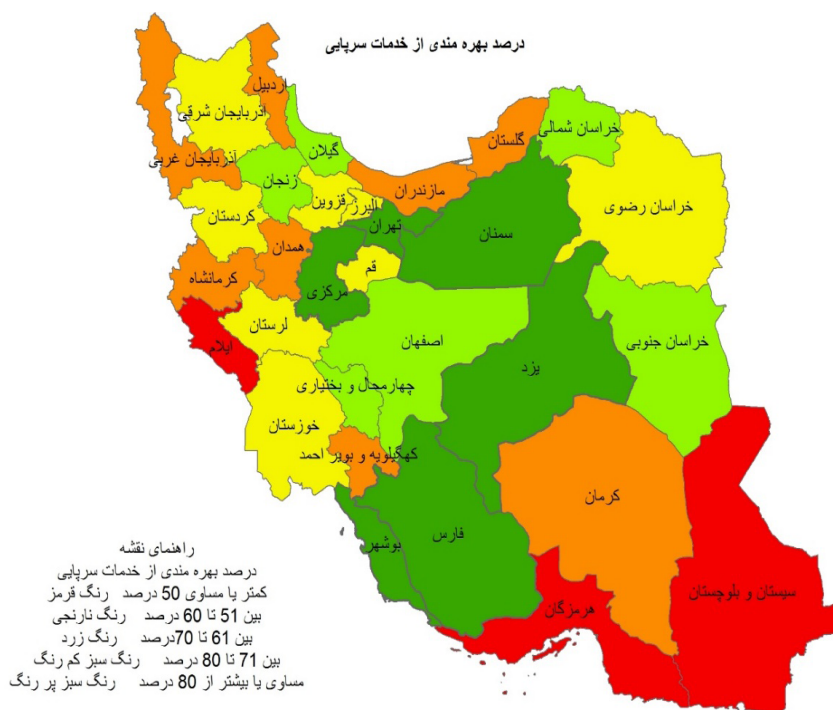 درصد بهره مندی از خدمات سرپایی
اردبیل
آذربایجان شرقی
خراسان شمالی
گلستان
گیلان
آذربایجان غربی
زنجان
مازندران
قزوین
البرز
خراسان رضوی
کردستان
تهران
سمنان
همدان
قم
کرمانشاه
مرکزی
لرستان
ایلام
اصفهان
خراسان جنوبی
یزد
چهارمحال و بختیاری
خوزستان
کهگیلویه و بویر احمد
کرمان
فارس
بوشهر
سیستان و بلوچستان
هرمزگان
راهنمای نقشه
درصد بهره مندی از خدمات سرپایی
کمتر یا مساوی 50 درصد رنگ قرمز
بین 51 تا 60 درصد رنگ نارنجی
بین 61 تا 70درصد رنگ زرد
بین 71 تا 80 درصد رنگ سبز کم رنگ
مساوی یا بیشتر از 80 درصد رنگ سبز پر رنگ